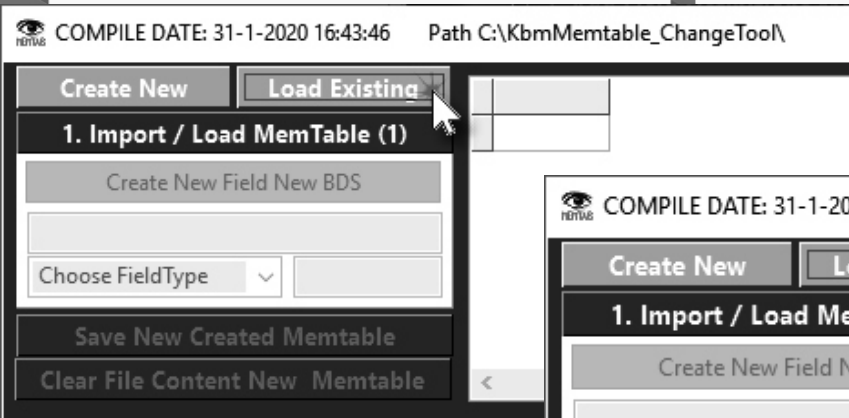 COMPILE DATE: 31-1-2020 16:43:46 Path C:\KbmMemtable_ChangeTool\
MEMTAB
Create New Load Existing
1. Import / Load MemTable (1)
Create New Field New BDS
Choose FieldType
Save New Created Memtable
Clear File Content New Memtable
COMPILE DATE: 31-1-20
MEMTAB
Create New
1. Import / Load Me
Create New Field